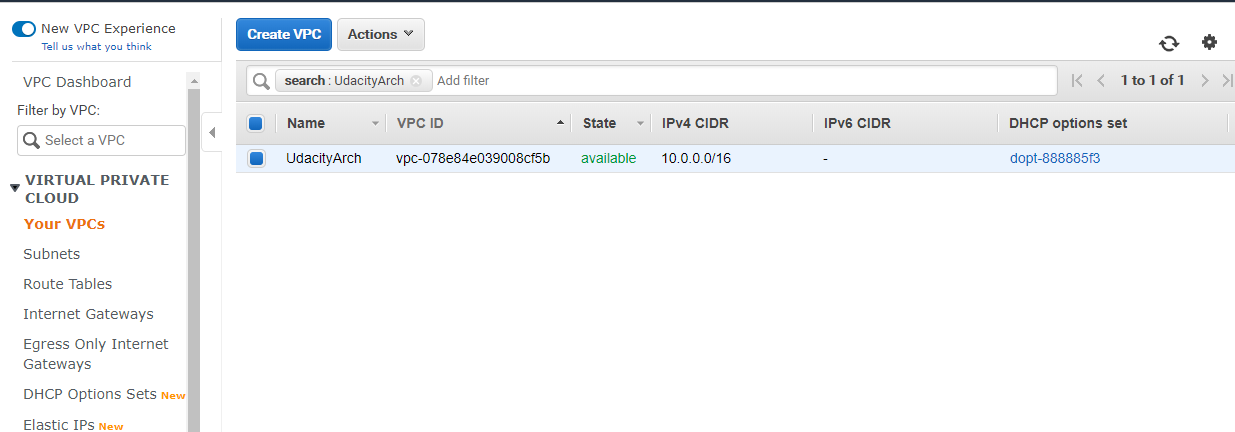 New VPC Experience
Tell us what you think
VPC Dashboard
Filter by VPC:
Select a VPC
VIRTUAL PRIVATE
CLOUD
Your VPCs
Subnets
Route Tables
Internet Gateways
Egress Only Internet
Gateways
DHCP Options Sets New
Elastic IPs New
Create VPC Actions
search : UdacityArch Add filter 1 to 1 of 1
Name VPC ID State IPv4 CIDR IPv6 CIDR DHCP options set
UdacityArch vpc-078e84e039008cf5b available 10.0.0.0/16 - dopt-888885f3